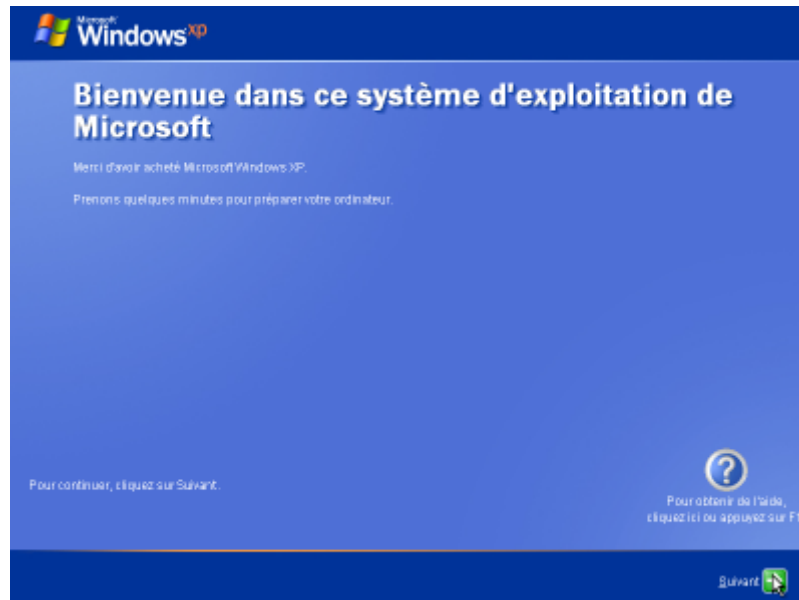 Microsoft
Windows xp
Bienvenue dans ce système d'exploitation de
Microsoft
Merci d'avoir acheté Microsoft Windows XP.
Prenons quelques minutes pour préparer votre ordinateur.
Pour continuer, cliquez sur Suivant.
Pour obtenir de l'aide,
cliquez ici ou appuyez sur F1
Suivant